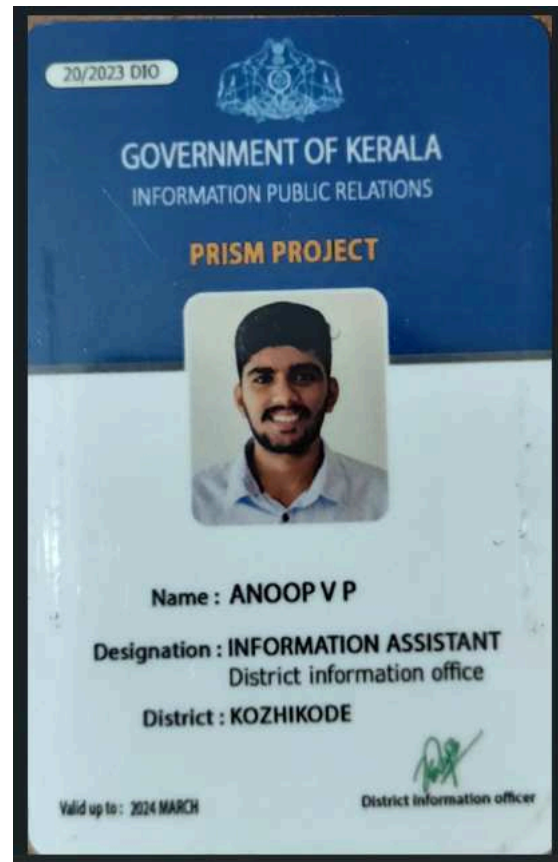 20/2023 DIO
GOVERNMENT OF KERALA
INFORMATION PUBLIC RELATIONS
PRISM PROJECT
Name : ANOOP V P
Designation : INFORMATION ASSISTANT
District information office
District : KOZHIKODE
Valid up to : 2024 MARCH
District information officer